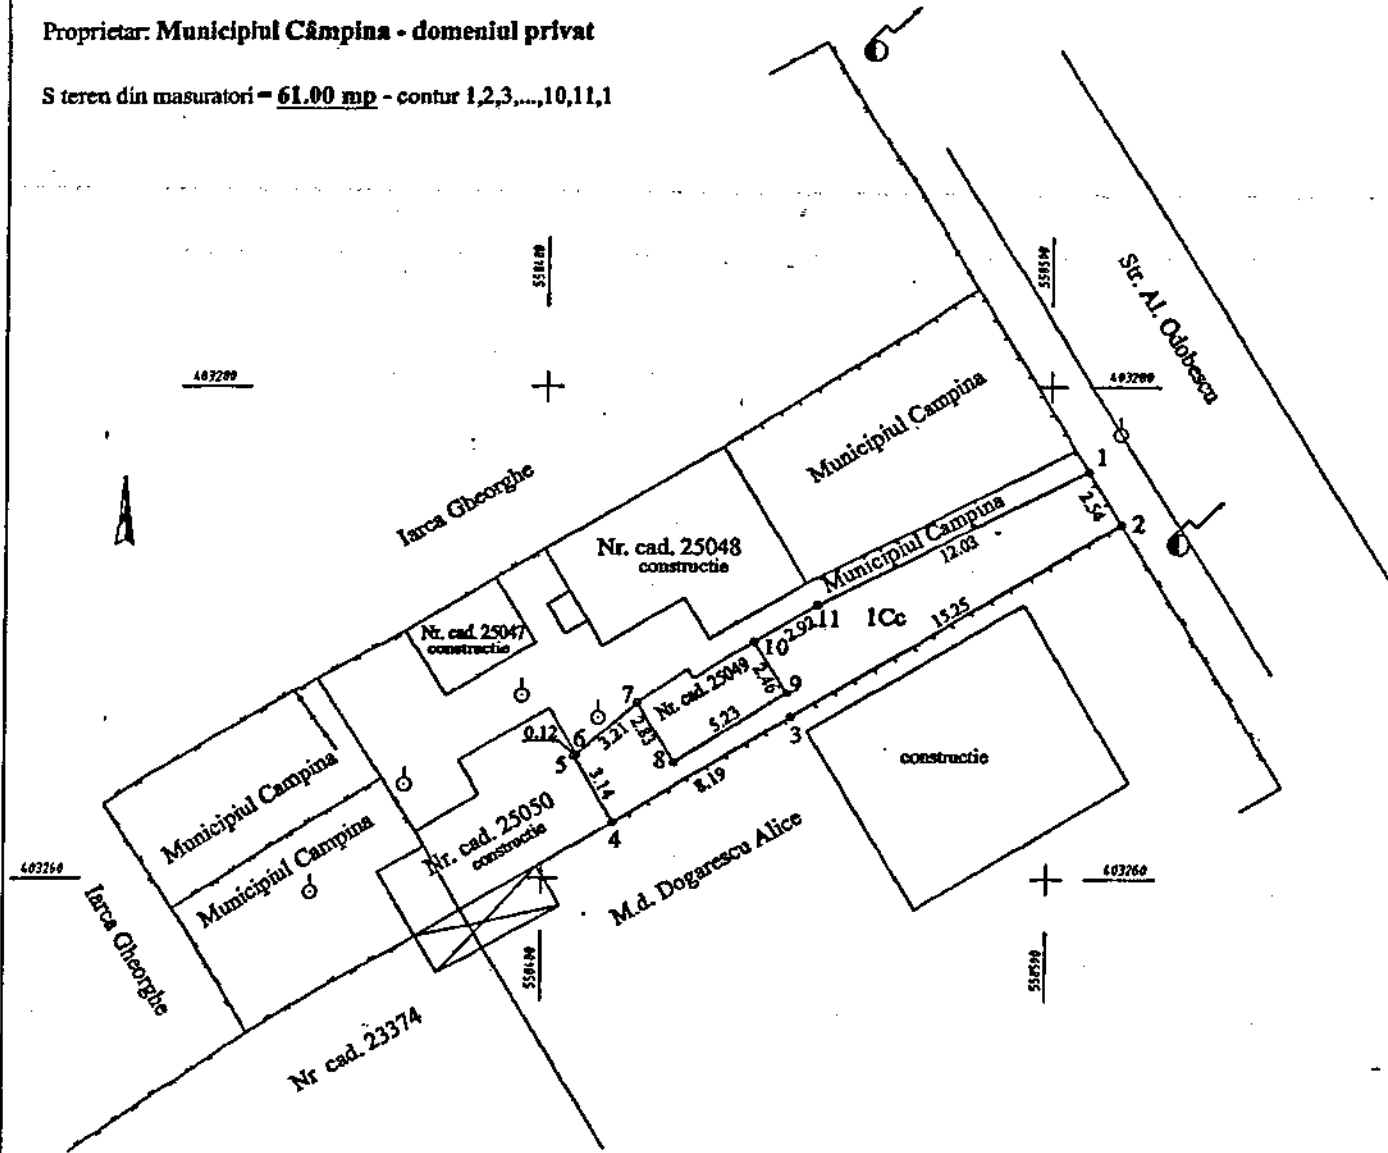 Proprietar: Municipiul Câmpina - domeniul privat
S teren din masuratori = 61.00 mp - contur 1,2,3,...,10,11,1
Str. Al. Odobescu
403280
403280
Municipiul Campina
1
Iarca Gheorghe
2.54
2
Nr. cad. 25048
constructie
Municipiul Campina
12.03
11
1Cc
15.25
2.92
10
Nr. cad. 25047
constructie
7
Nr. cad. 25049
2.46
9
0.12
6
3.21
2.83
5.23
3
5
8
3.14
8.19
constructie
Municipiul Campina
Municipiul Campina
Nr. cad. 25050
constructie
4
M.d. Dogarescu Alice
403260
403260
Iarca Gheorghe
Nr cad. 23374